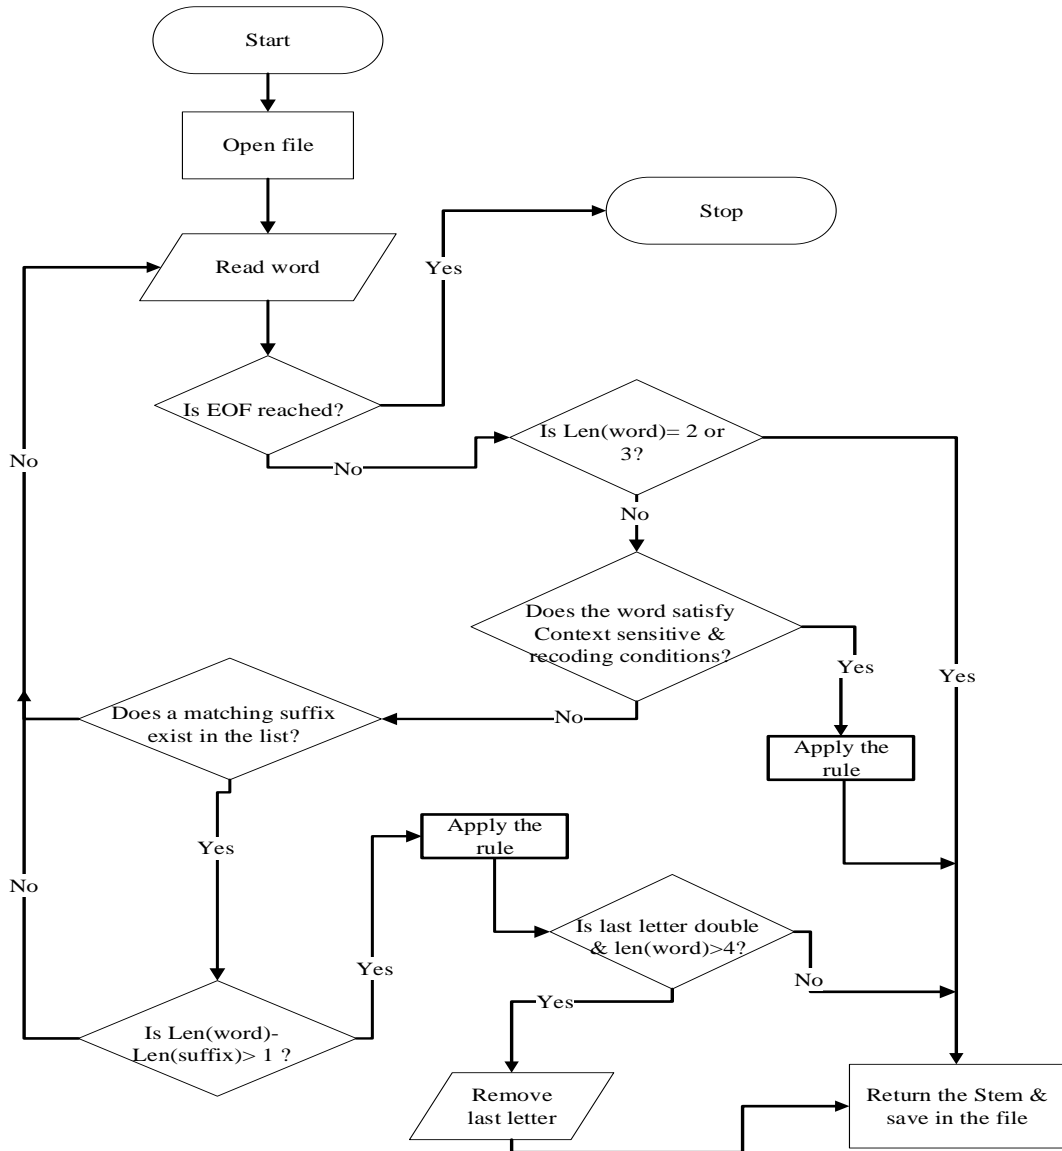 Start
Open file
Stop
Read word
Yes
Is EOF reached?
Is Len(word)= 2 or
3?
No
No
No
Does the word satisfy
Context sensitive &
recoding conditions?
Yes
Yes
Does a matching suffix
exist in the list?
No
Apply the
rule
Apply the
rule
Yes
No
Is last letter double
& len(word)>4?
Yes
No
Yes
Is Len(word)-
Len(suffix)> 1 ?
Remove
last letter
Return the Stem &
save in the file